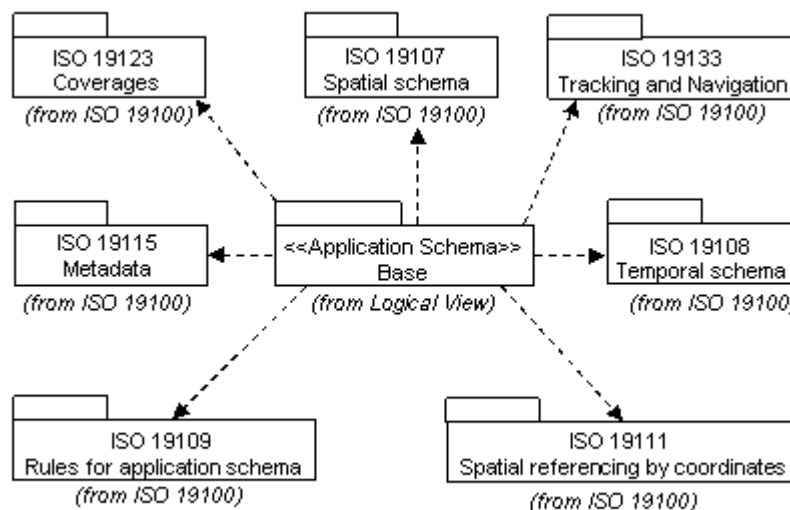 ISO 19123
Coverages
(from ISO 19100)
ISO 19107
Spatial schema
(from ISO 19100)
ISO 19133
Tracking and Navigation
(from ISO 19100)
ISO 19115
Metadata
(from ISO 19100)
<<Application Schema>>
Base
(from Logical View)
ISO 19108
Temporal schema
(from ISO 19100)
ISO 19109
Rules for application schema
(from ISO 19100)
ISO 19111
Spatial referencing by coordinates
(from ISO 19100)